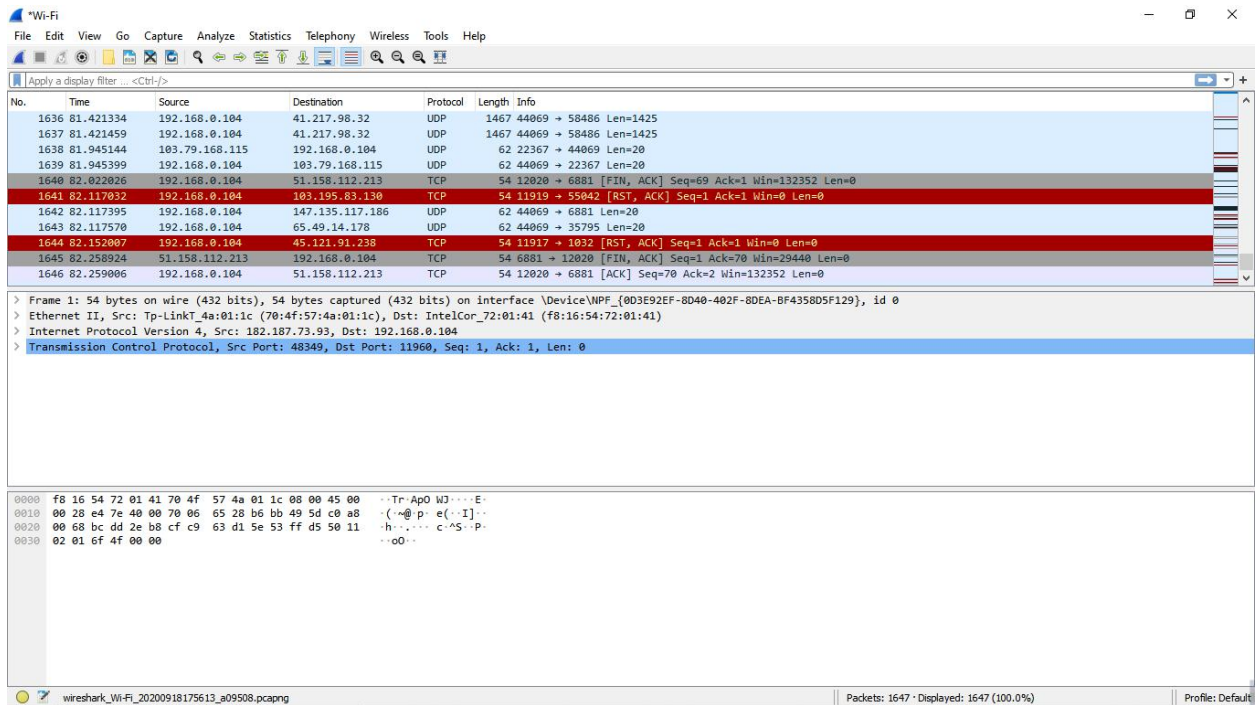 *Wi-Fi
File Edit View Go Capture Analyze Statistics Telephony Wireless Tools Help
Apply a display filter ... <Ctrl-/>
No. Time Source Destination Protocol Length Info
1636 81.421334 192.168.0.104 41.217.98.32 UDP 1467 44069 → 58486 Len=1425
1637 81.421459 192.168.0.104 41.217.98.32 UDP 1467 44069 → 58486 Len=1425
1638 81.945144 103.79.168.115 192.168.0.104 UDP 62 22367 → 44069 Len=20
1639 81.945399 192.168.0.104 103.79.168.115 UDP 62 44069 → 22367 Len=20
1640 82.022026 192.168.0.104 51.158.112.213 TCP 54 12020 → 6881 [FIN, ACK] Seq=69 Ack=1 Win=132352 Len=0
1641 82.117032 192.168.0.104 103.195.83.130 TCP 54 11919 → 55042 [RST, ACK] Seq=1 Ack=1 Win=0 Len=0
1642 82.117395 192.168.0.104 147.135.117.186 UDP 62 44069 → 6881 Len=20
1643 82.117570 192.168.0.104 65.49.14.178 UDP 62 44069 → 35795 Len=20
1644 82.152007 192.168.0.104 45.121.91.238 TCP 54 11917 → 1032 [RST, ACK] Seq=1 Ack=1 Win=0 Len=0
1645 82.258924 51.158.112.213 192.168.0.104 TCP 54 6881 → 12020 [FIN, ACK] Seq=1 Ack=70 Win=29440 Len=0
1646 82.259006 192.168.0.104 51.158.112.213 TCP 54 12020 → 6881 [ACK] Seq=70 Ack=2 Win=132352 Len=0
> Frame 1: 54 bytes on wire (432 bits), 54 bytes captured (432 bits) on interface \Device\NPF_{0D3E92EF-8D40-402F-8DEA-BF4358D5F129}, id 0
> Ethernet II, Src: Tp-LinkT_4a:01:1c (70:4f:57:4a:01:1c), Dst: IntelCor_72:01:41 (f8:16:54:72:01:41)
> Internet Protocol Version 4, Src: 182.187.73.93, Dst: 192.168.0.104
> Transmission Control Protocol, Src Port: 48349, Dst Port: 11960, Seq: 1, Ack: 1, Len: 0
0000 f8 16 54 72 01 41 70 4f 57 4a 01 1c 08 00 45 00 ··Tr·ApO WJ····E·
0010 00 28 e4 7e 40 00 70 06 65 28 b6 bb 49 5d c0 a8 ·(·~@·p· e(··I]··
0020 00 68 bc dd 2e b8 cf c9 63 d1 5e 53 ff d5 50 11 ·h··.··· c·^S··P·
0030 02 01 6f 4f 00 00 ··oO··
wireshark_Wi-Fi_20200918175613_a09508.pcapng Packets: 1647 · Displayed: 1647 (100.0%) Profile: Default